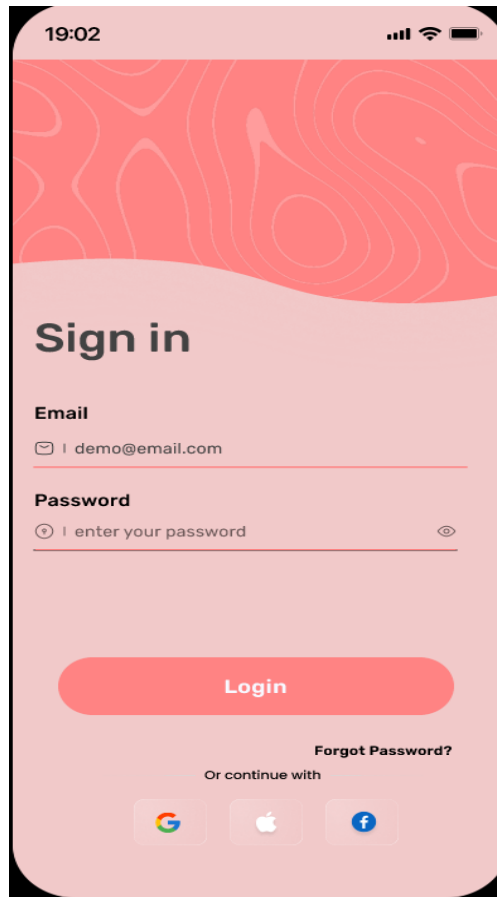 19:02
Sign in
Email
demo@email.com
Password
enter your password
Login
Forgot Password?
Or continue with